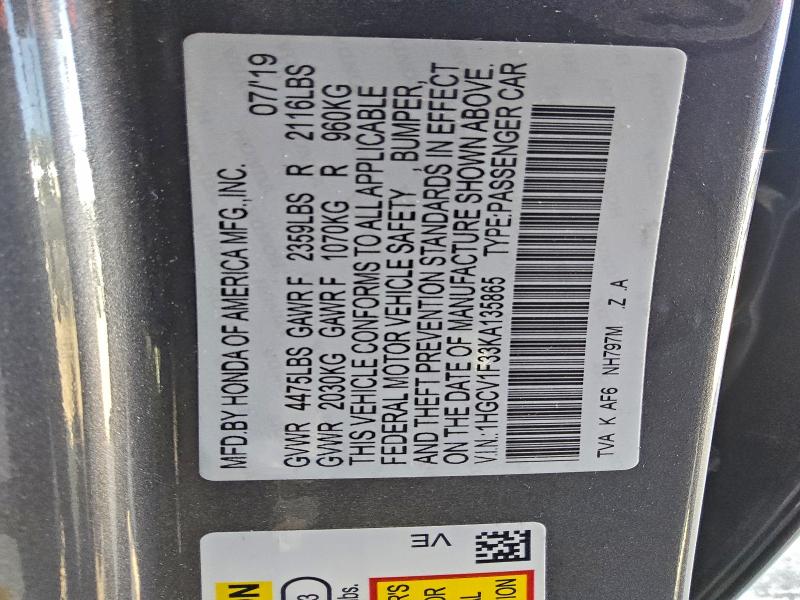 MFD.BY HONDA OF AMERICA MFG.,INC. 07/19
GVWR 4475LBS GAWR F 2359LBS R 2116LBS
GVWR 2030KG GAWR F 1070KG R 960KG
THIS VEHICLE CONFORMS TO ALL APPLICABLE
FEDERAL MOTOR VEHICLE SAFETY , BUMPER,
AND THEFT PREVENTION STANDARDS IN EFFECT
ON THE DATE OF MANUFACTURE SHOWN ABOVE.
V.I.N.:1HGCV1F33KA135865 TYPE:PASSENGER CAR
TVA K AF6 NH797M .Z .A
VE